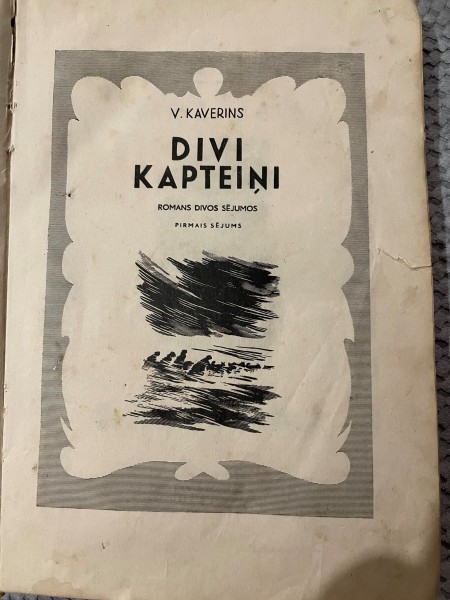 V. KAVERINS
DIVI
KAPTEIŅI
ROMANS DIVOS SĒJUMOS
PIRMAIS SĒJUMS